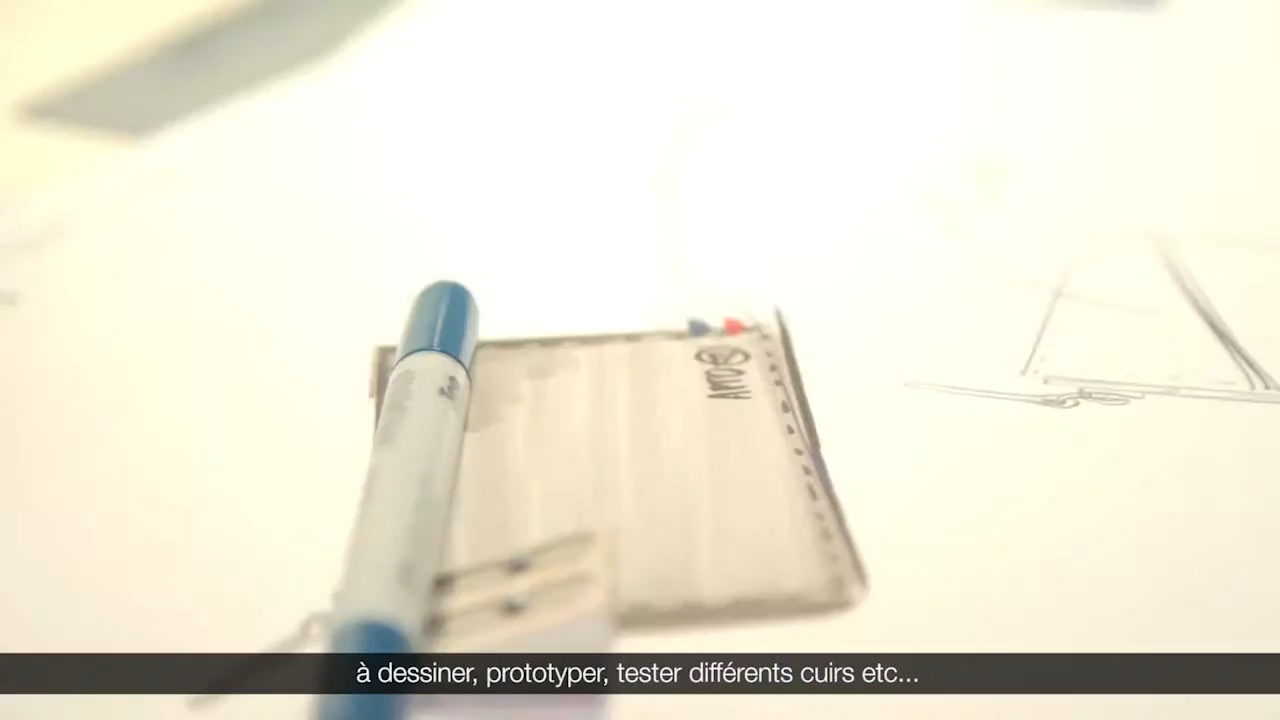 à dessiner, prototyper, tester différents cuirs etc...